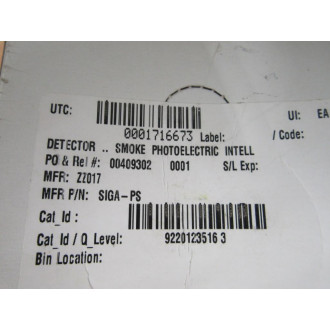 UTC: UI: EA
0001716673 Label: / Code:
DETECTOR .. SMOKE PHOTOELECTRIC INTELL
PO & Rel #: 00409302 0001 S/L Exp:
MFR: ZZ017
MFR P/N: SIGA-PS
Cat_Id :
Cat_Id / Q_Level: 9220123516 3
Bin Location: